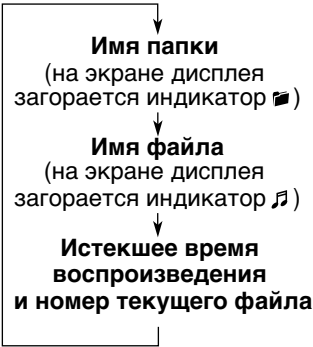 Имя папки
(на экране дисплея
загорается индикатор 📁)
Имя файла
(на экране дисплея
загорается индикатор 🎵)
Истекшее время
воспроизведения
и номер текущего файла